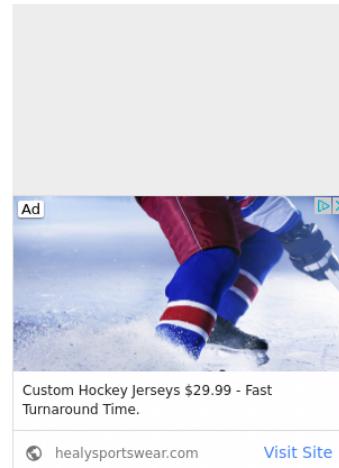 Ad
Custom Hockey Jerseys $29.99 - Fast
Turnaround Time.
healysportswear.com
Visit Site